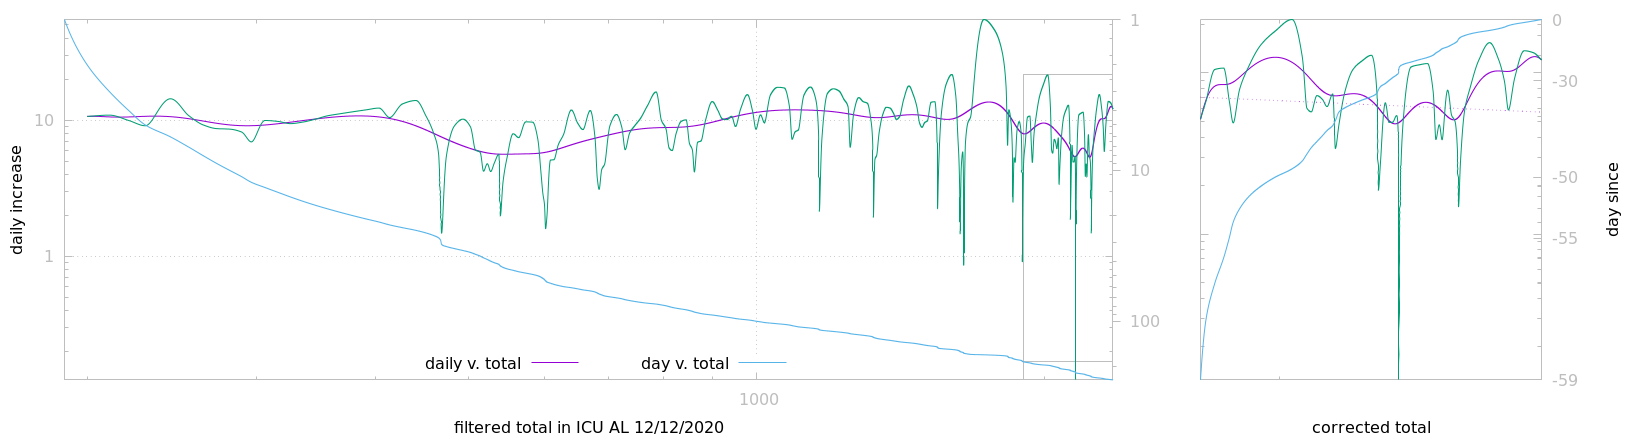 daily increase
10
1
1
10
100
daily v. total
day v. total
1000
filtered total in ICU AL 12/12/2020
0
-30
-50
-55
-59
day since
corrected total